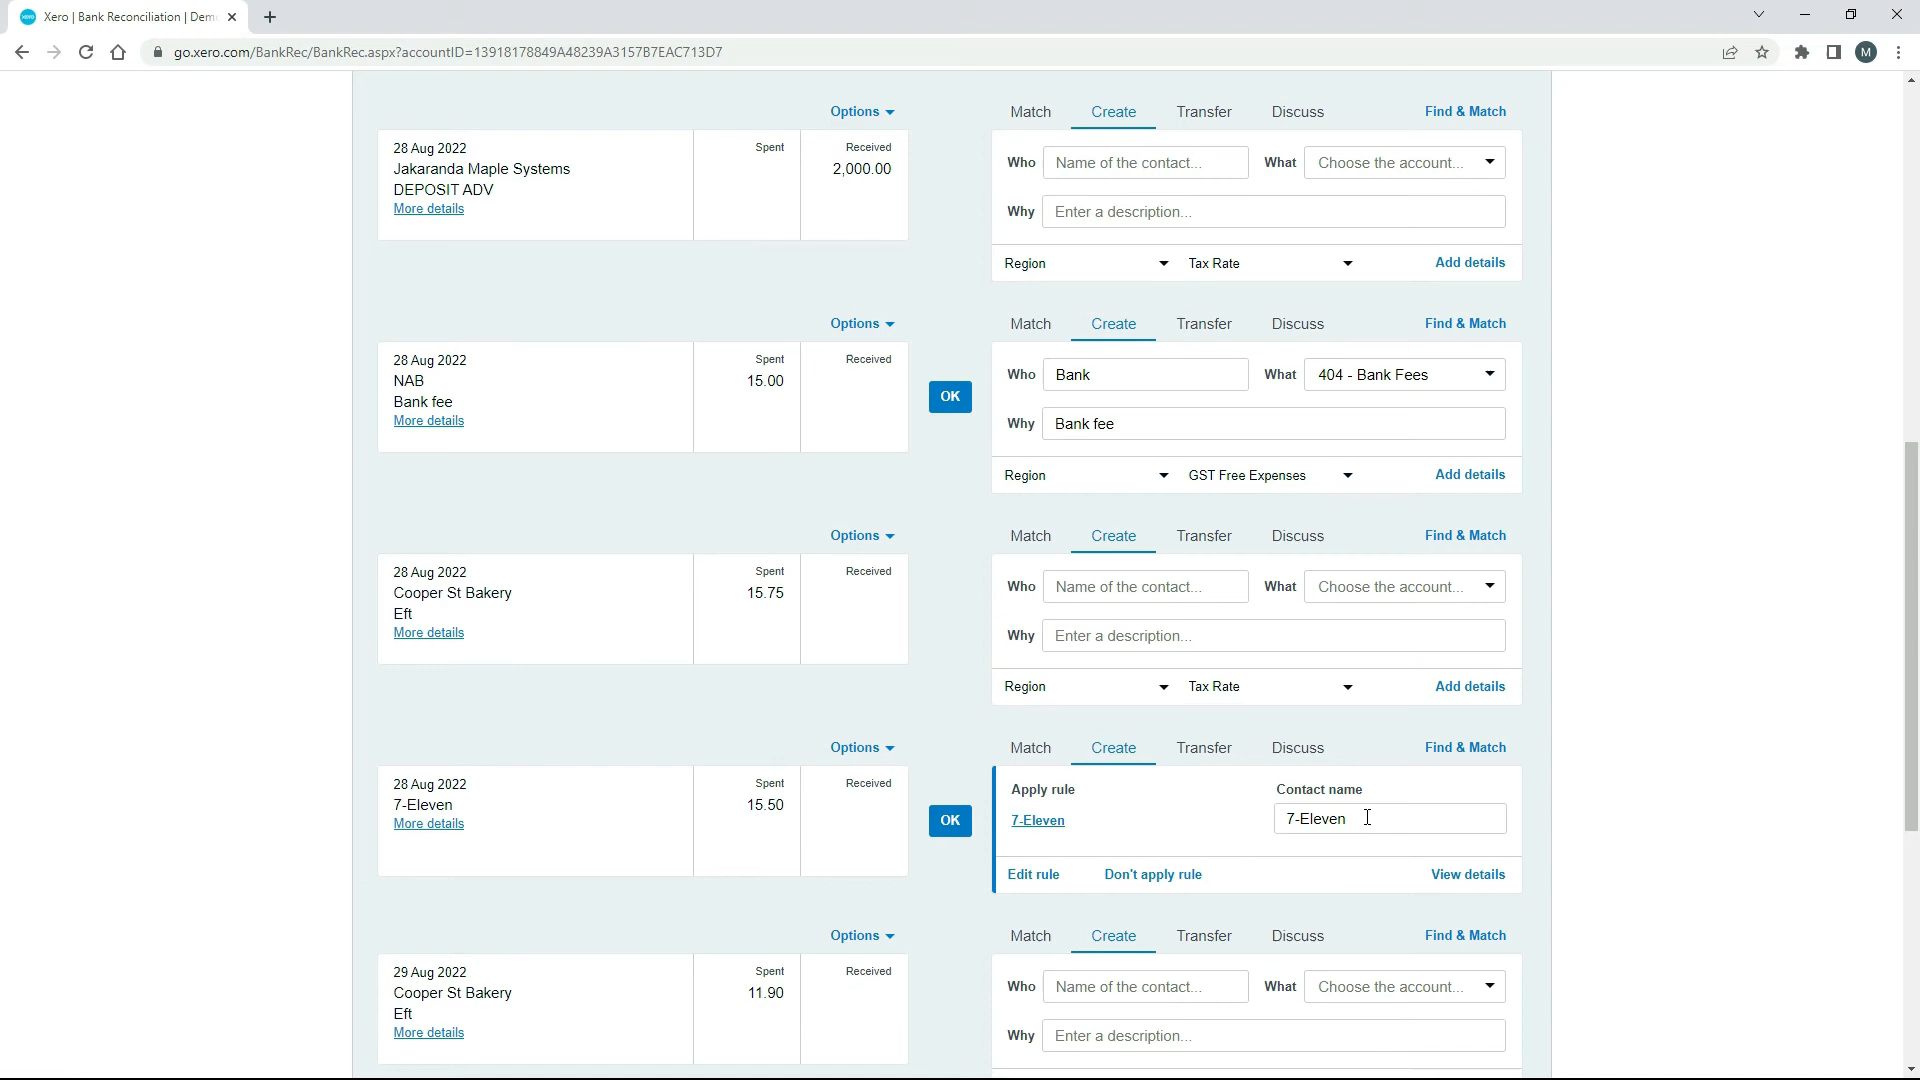 xero Xero | Bank Reconciliation | Dem
go.xero.com/BankRec/BankRec.aspx?accountID=13918178849A48239A3157B7EAC713D7
M
Options Match Create Transfer Discuss Find & Match
28 Aug 2022 Spent Received
Jakaranda Maple Systems 2,000.00
DEPOSIT ADV
More details
Who Name of the contact... What Choose the account...
Why Enter a description...
Region Tax Rate Add details
Options Match Create Transfer Discuss Find & Match
28 Aug 2022 Spent Received
NAB 15.00
Bank fee
More details
OK
Who Bank What 404 - Bank Fees
Why Bank fee
Region GST Free Expenses Add details
Options Match Create Transfer Discuss Find & Match
28 Aug 2022 Spent Received
Cooper St Bakery 15.75
Eft
More details
Who Name of the contact... What Choose the account...
Why Enter a description...
Region Tax Rate Add details
Options Match Create Transfer Discuss Find & Match
28 Aug 2022 Spent Received
7-Eleven 15.50
More details
OK
Apply rule Contact name
7-Eleven 7-Eleven
Edit rule Don't apply rule View details
Options Match Create Transfer Discuss Find & Match
29 Aug 2022 Spent Received
Cooper St Bakery 11.90
Eft
More details
Who Name of the contact... What Choose the account...
Why Enter a description...